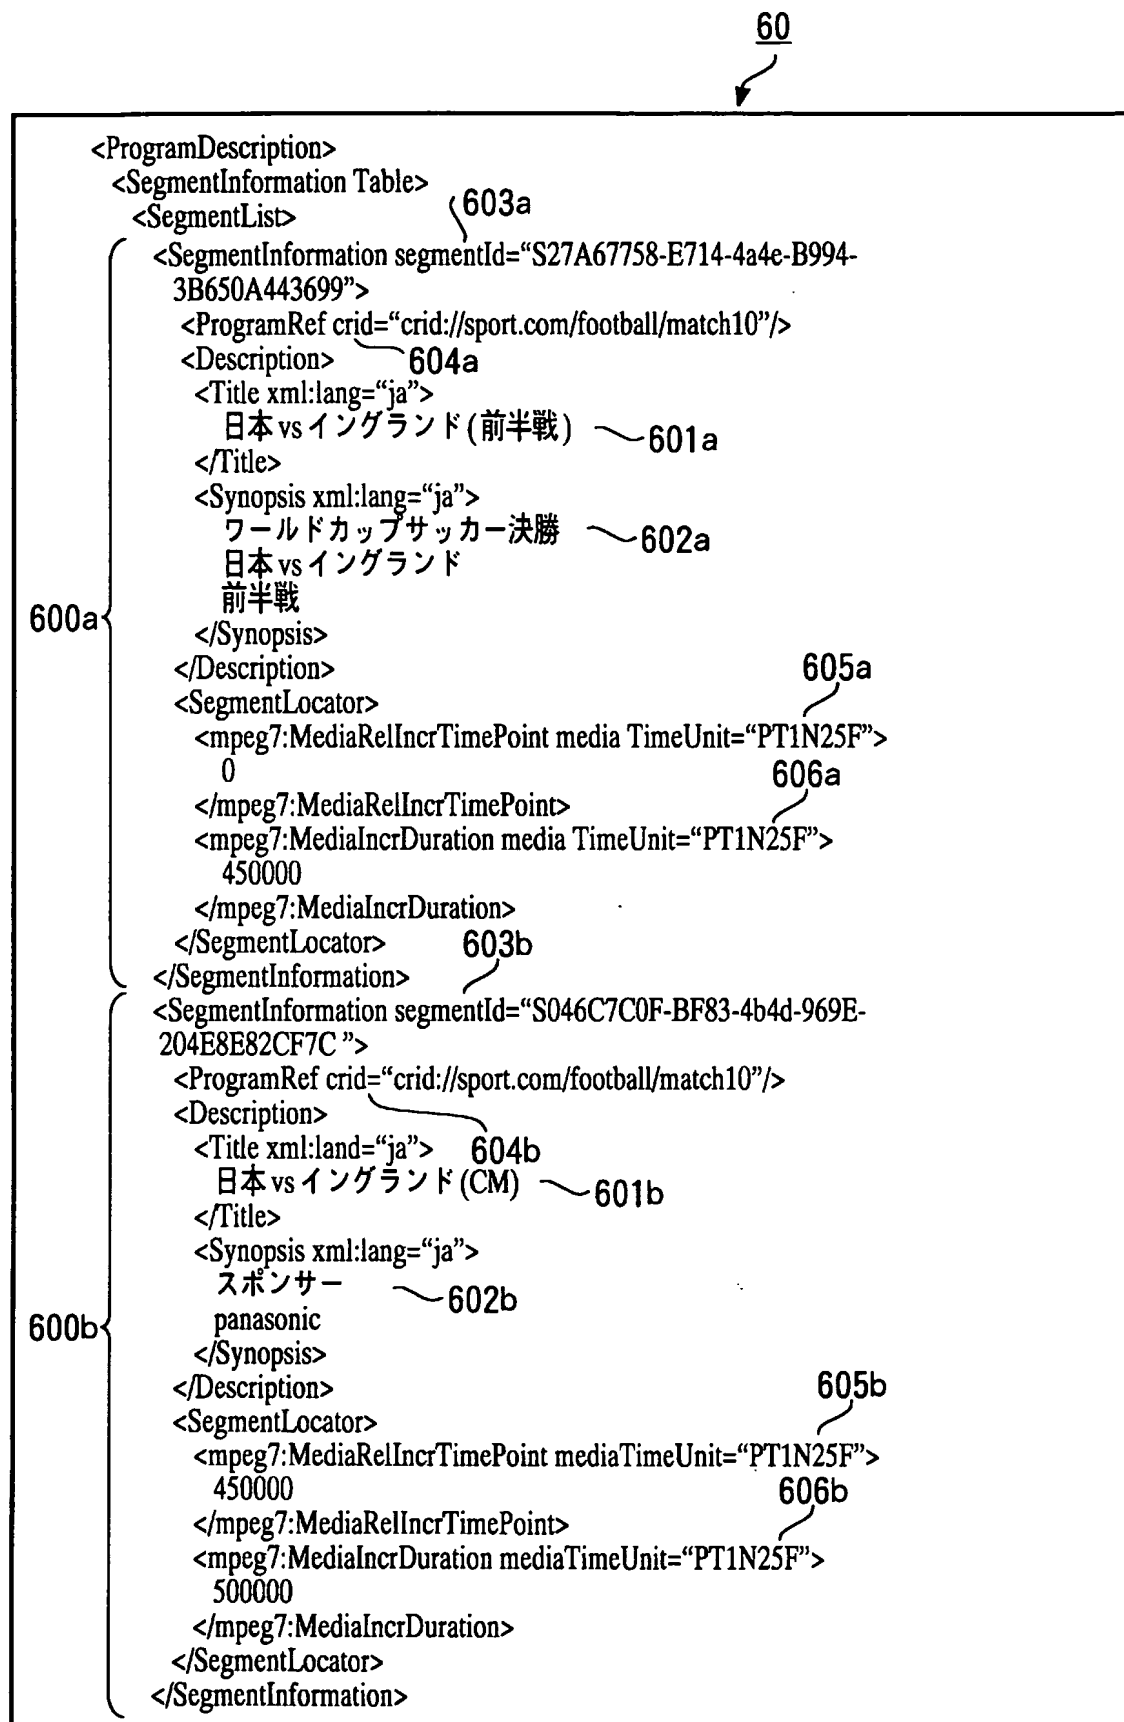 60
<ProgramDescription>
<SegmentInformation Table>
<SegmentList>
603a
<SegmentInformation segmentId=“S27A67758-E714-4a4e-B994-
3B650A443699”>
<ProgramRef crid=“crid://sport.com/football/match10”/>
<Description>
604a
<Title xml:lang=“ja”>
日本 vs イングランド (前半戦)
601a
</Title>
<Synopsis xml:lang=“ja”>
ワールドカップサッカー決勝
602a
日本 vs イングランド
前半戦
600a
</Synopsis>
</Description>
605a
<SegmentLocator>
<mpeg7:MediaRelIncrTimePoint media TimeUnit=“PT1N25F”>
0
606a
</mpeg7:MediaRelIncrTimePoint>
<mpeg7:MediaIncrDuration media TimeUnit=“PT1N25F”>
450000
</mpeg7:MediaIncrDuration>
</SegmentLocator>
603b
</SegmentInformation>
<SegmentInformation segmentId=“S046C7C0F-BF83-4b4d-969E-
204E8E82CF7C ”>
<ProgramRef crid=“crid://sport.com/football/match10”/>
<Description>
<Title xml:land=“ja”>
604b
日本 vs イングランド (CM)
601b
</Title>
<Synopsis xml:lang=“ja”>
スポンサー
602b
panasonic
600b
</Synopsis>
</Description>
605b
<SegmentLocator>
<mpeg7:MediaRelIncrTimePoint mediaTimeUnit=“PT1N25F”>
450000
606b
</mpeg7:MediaRelIncrTimePoint>
<mpeg7:MediaIncrDuration mediaTimeUnit=“PT1N25F”>
500000
</mpeg7:MediaIncrDuration>
</SegmentLocator>
</SegmentInformation>